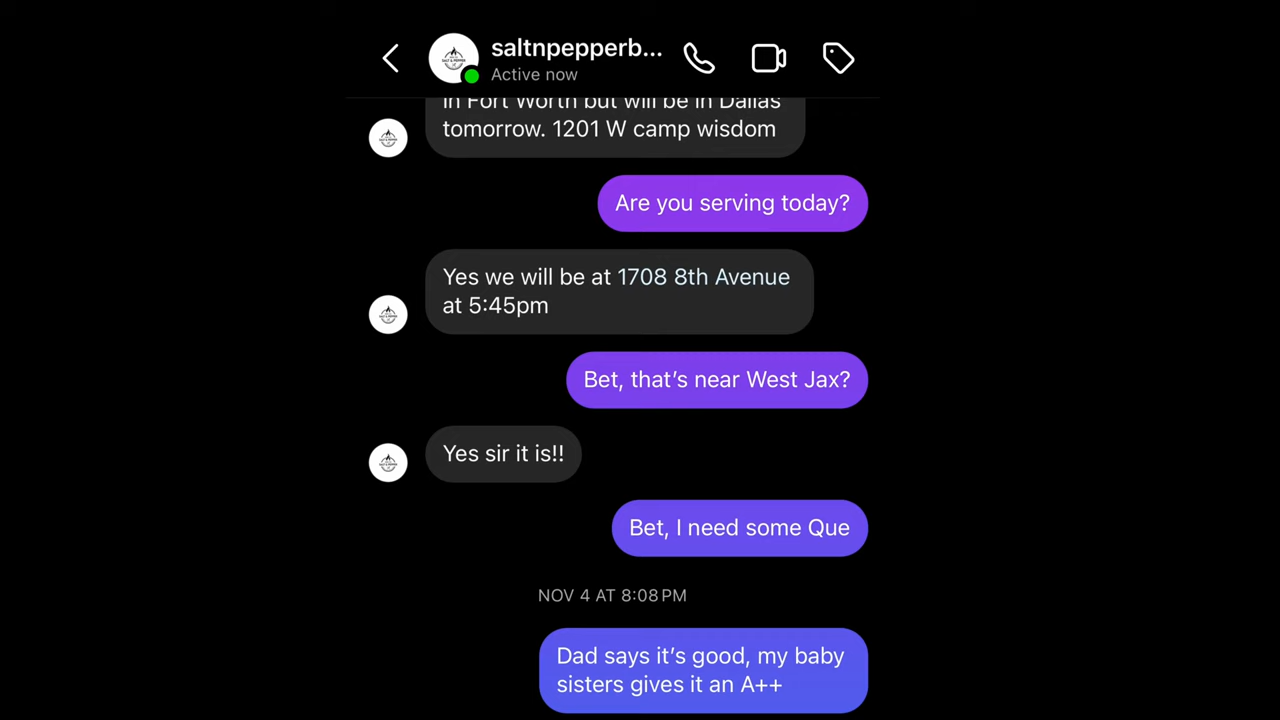 saltnpepperb...
Active now
in Fort Worth but will be in Dallas
tomorrow. 1201 W camp wisdom
Are you serving today?
Yes we will be at 1708 8th Avenue
at 5:45pm
Bet, that's near West Jax?
Yes sir it is!!
Bet, I need some Que
NOV 4 AT 8:08 PM
Dad says it's good, my baby
sisters gives it an A++